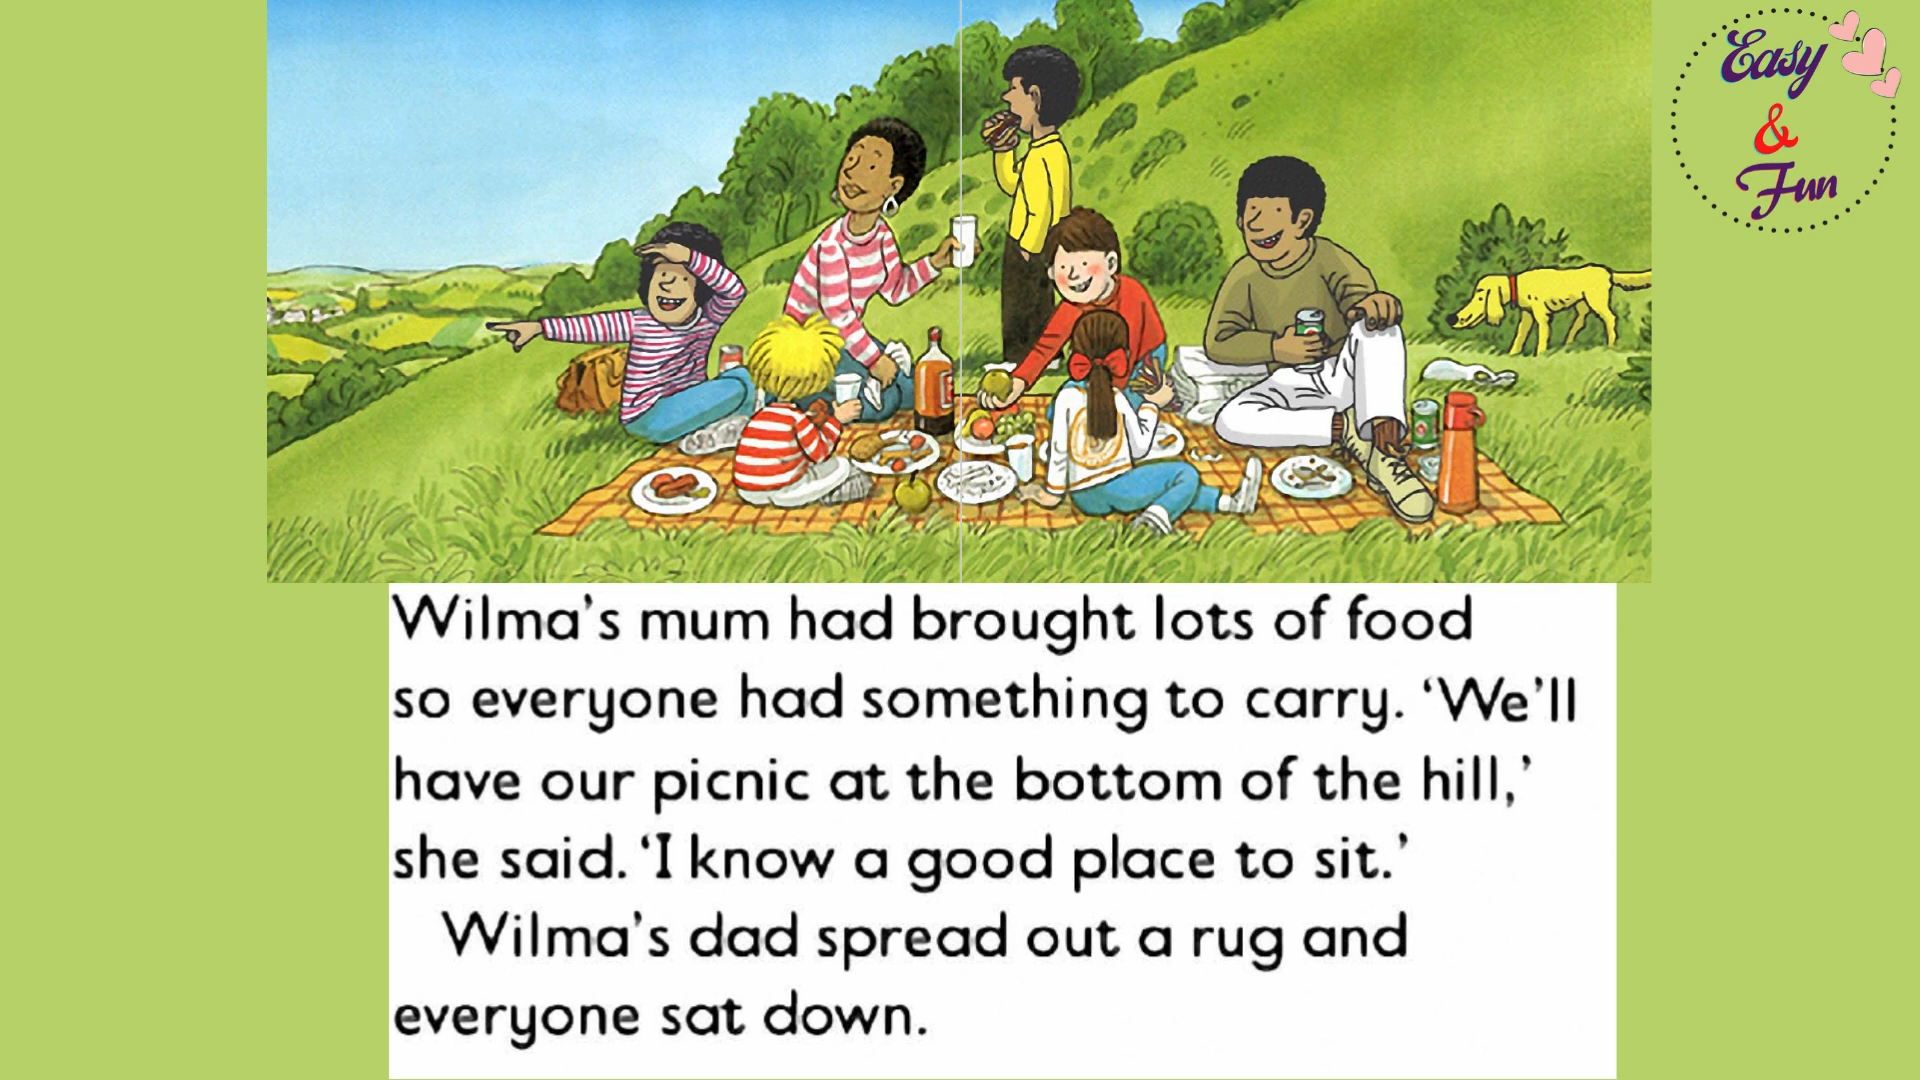 Easy
&
Fun
Wilma’s mum had brought lots of food
so everyone had something to carry. ‘We’ll
have our picnic at the bottom of the hill,’
she said. ‘I know a good place to sit.’
Wilma’s dad spread out a rug and
everyone sat down.